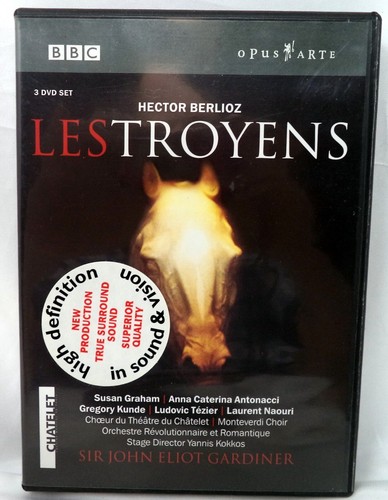 BBC
OPUS ARTE
3 DVD SET
HECTOR BERLIOZ
LES TROYENS
high definition
in sound & vision
NEW
PRODUCTION
TRUE SURROUND
SOUND
SUPERIOR
QUALITY
CHATELET
Susan Graham | Anna Caterina Antonacci
Gregory Kunde | Ludovic Tézier | Laurent Naouri
Chœur du Théâtre du Châtelet | Monteverdi Choir
Orchestre Révolutionnaire et Romantique
Stage Director Yannis Kokkos
SIR JOHN ELIOT GARDINER